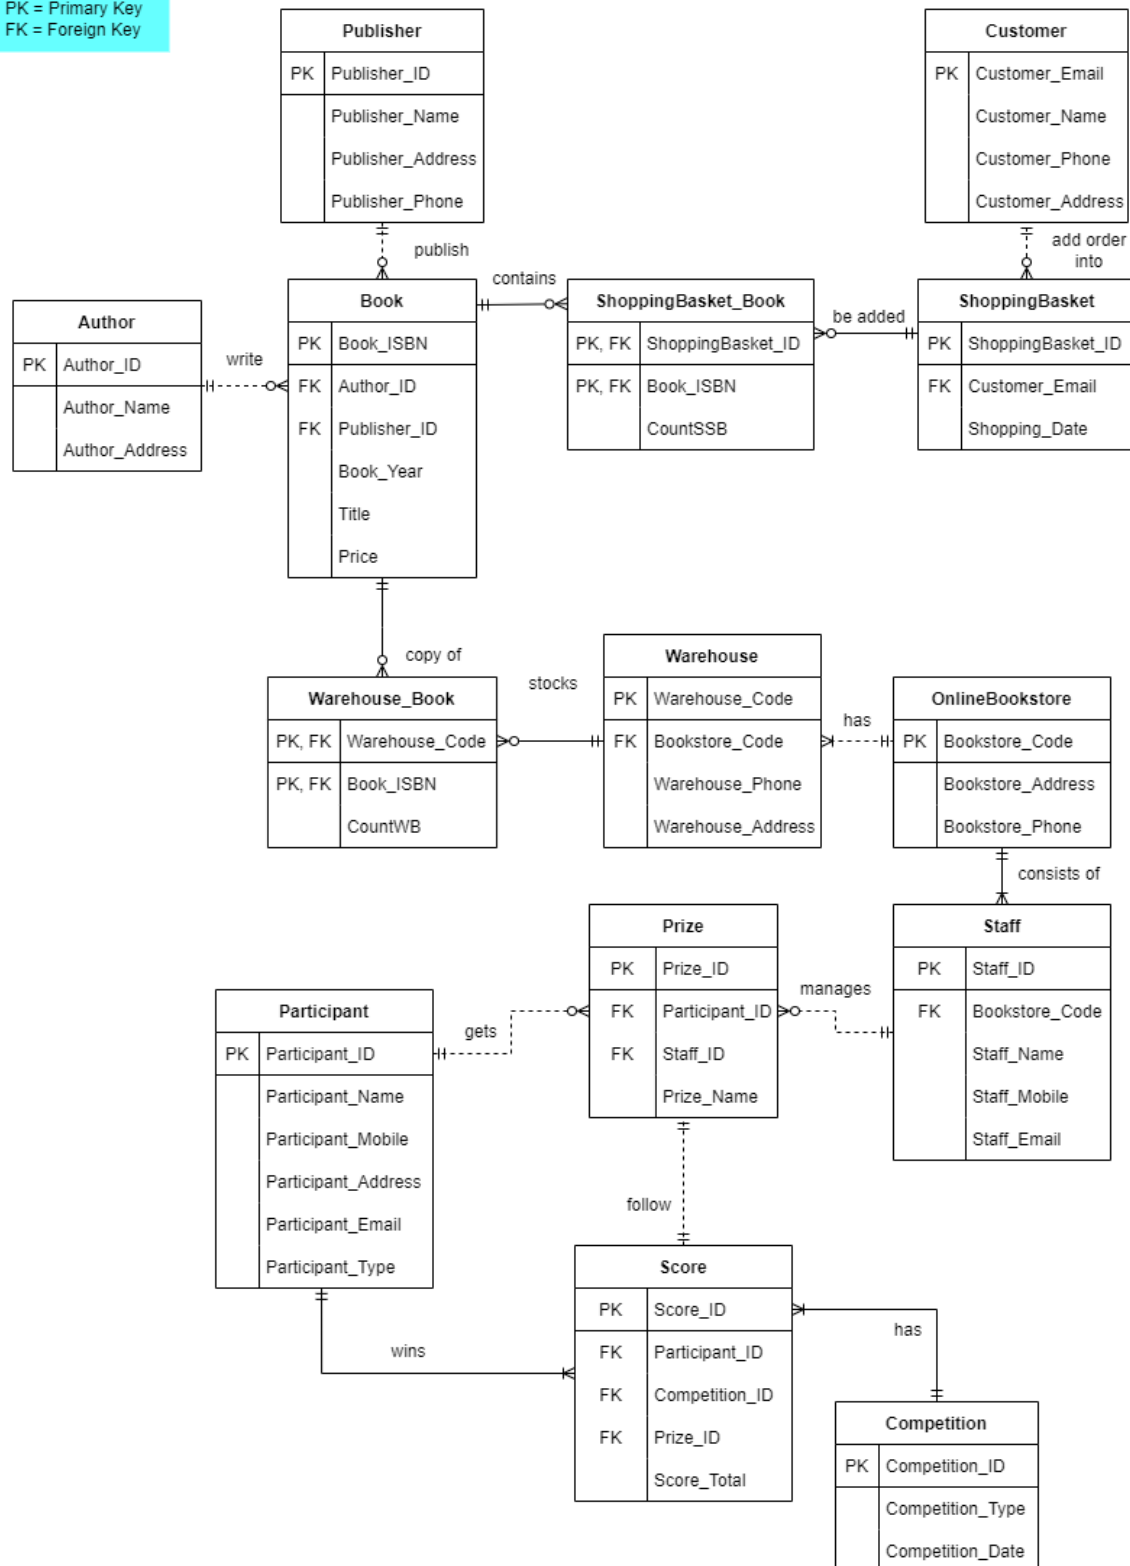 PK = Primary Key
FK = Foreign Key
Publisher
PK Publisher_ID
Publisher_Name
Publisher_Address
Publisher_Phone
Customer
PK Customer_Email
Customer_Name
Customer_Phone
Customer_Address
publish
add order
into
contains
be added
write
Author
PK Author_ID
Author_Name
Author_Address
Book
PK Book_ISBN
FK Author_ID
FK Publisher_ID
Book_Year
Title
Price
ShoppingBasket_Book
PK, FK ShoppingBasket_ID
PK, FK Book_ISBN
CountSSB
ShoppingBasket
PK ShoppingBasket_ID
FK Customer_Email
Shopping_Date
copy of
stocks
has
Warehouse_Book
PK, FK Warehouse_Code
PK, FK Book_ISBN
CountWB
Warehouse
PK Warehouse_Code
FK Bookstore_Code
Warehouse_Phone
Warehouse_Address
OnlineBookstore
PK Bookstore_Code
Bookstore_Address
Bookstore_Phone
consists of
Prize
PK Prize_ID
FK Participant_ID
FK Staff_ID
Prize_Name
manages
Staff
PK Staff_ID
FK Bookstore_Code
Staff_Name
Staff_Mobile
Staff_Email
gets
Participant
PK Participant_ID
Participant_Name
Participant_Mobile
Participant_Address
Participant_Email
Participant_Type
follow
wins
has
Score
PK Score_ID
FK Participant_ID
FK Competition_ID
FK Prize_ID
Score_Total
Competition
PK Competition_ID
Competition_Type
Competition_Date